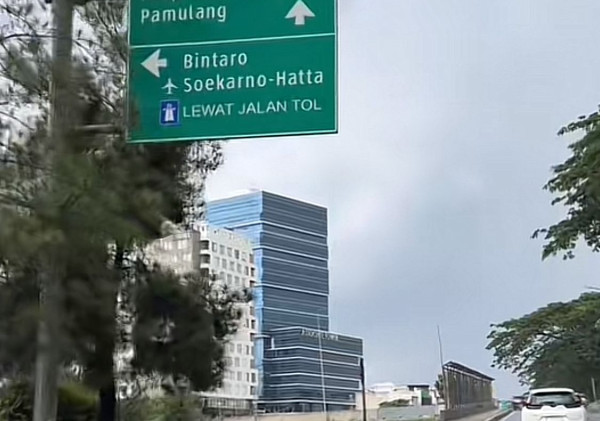 Pamulang
Bintaro
Soekarno-Hatta
LEWAT JALAN TOL